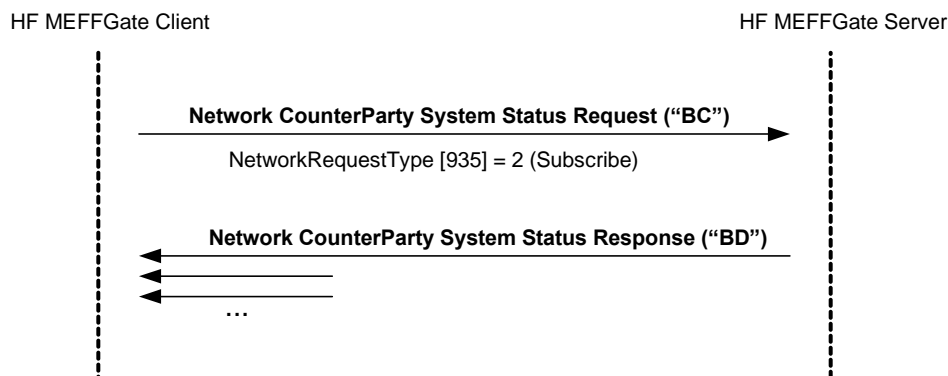 HF MEFFGate Client
HF MEFFGate Server
Network CounterParty System Status Request (“BC”)
NetworkRequestType [935] = 2 (Subscribe)
Network CounterParty System Status Response (“BD”)
...